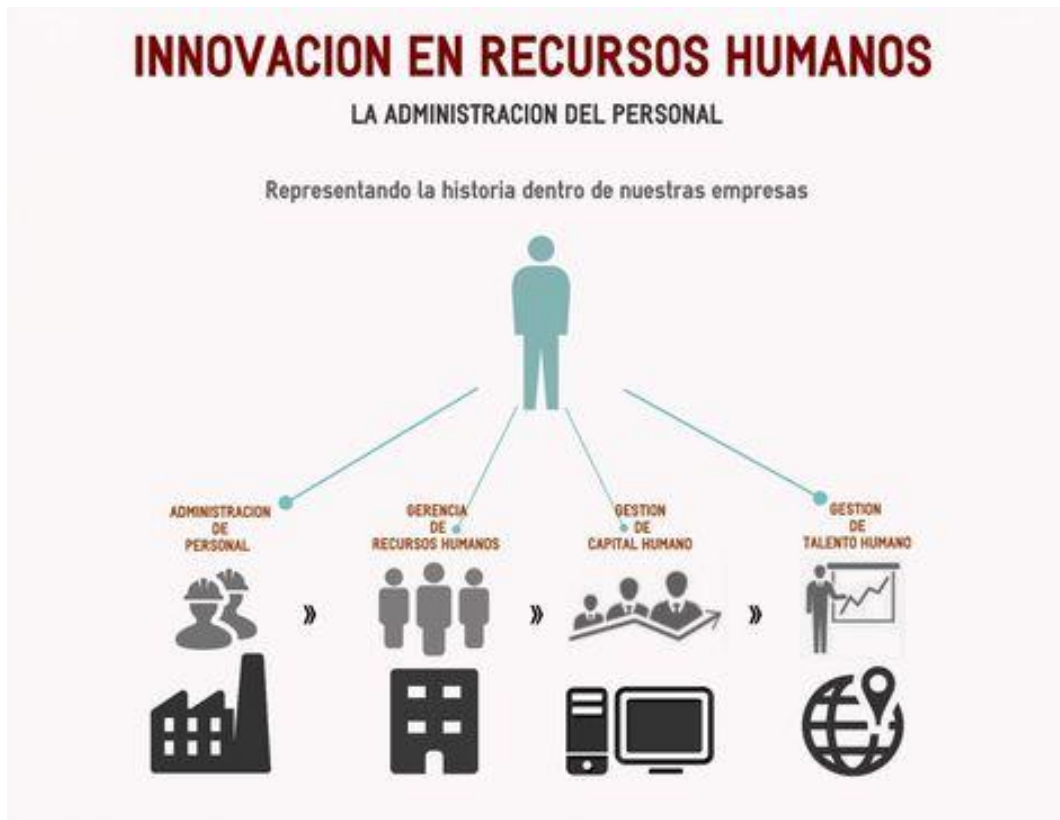 INNOVACION EN RECURSOS HUMANOS
LA ADMINISTRACION DEL PERSONAL
Representando la historia dentro de nuestras empresas
ADMINISTRACION
DE
PERSONAL
GERENCIA
DE
RECURSOS HUMANOS
GESTION
DE
CAPITAL HUMANO
GESTION
DE
TALENTO HUMANO